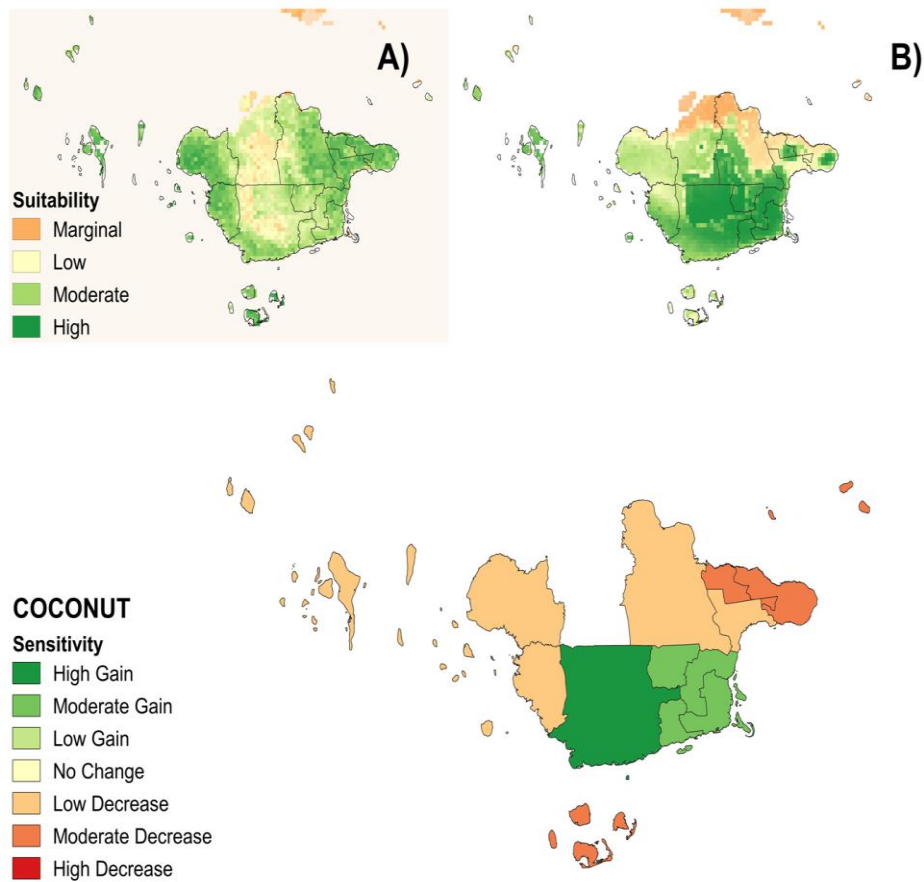 A)
B)
Suitability
Marginal
Low
Moderate
High
COCONUT
Sensitivity
High Gain
Moderate Gain
Low Gain
No Change
Low Decrease
Moderate Decrease
High Decrease